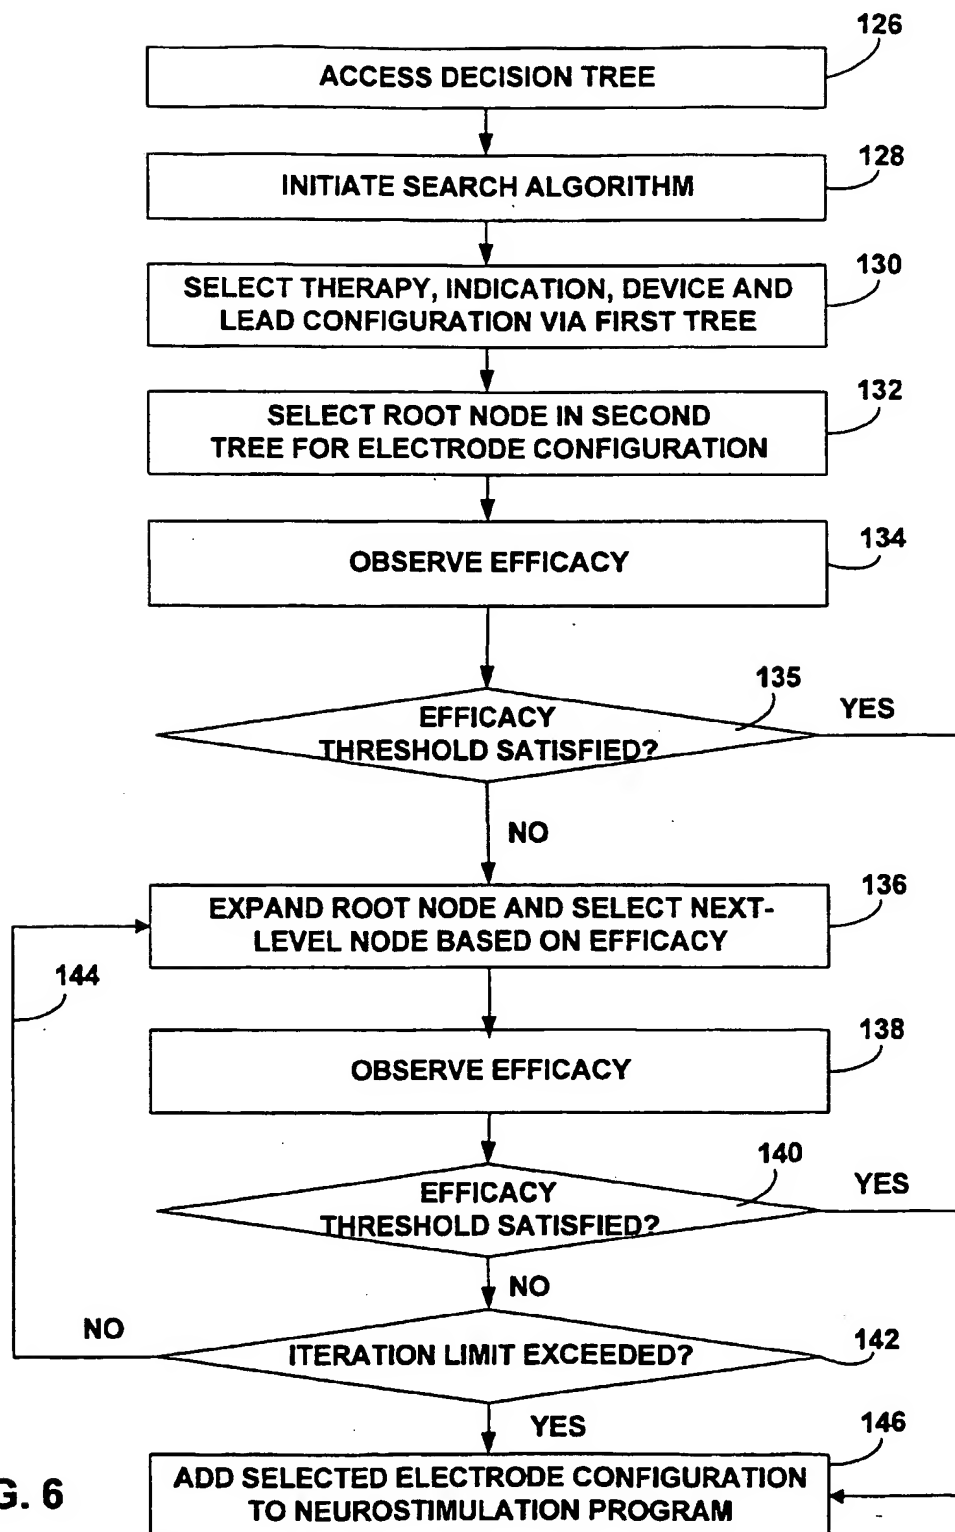 126
ACCESS DECISION TREE
128
INITIATE SEARCH ALGORITHM
130
SELECT THERAPY, INDICATION, DEVICE AND
LEAD CONFIGURATION VIA FIRST TREE
132
SELECT ROOT NODE IN SECOND
TREE FOR ELECTRODE CONFIGURATION
134
OBSERVE EFFICACY
135
YES
EFFICACY
THRESHOLD SATISFIED?
NO
136
EXPAND ROOT NODE AND SELECT NEXT-
LEVEL NODE BASED ON EFFICACY
144
138
OBSERVE EFFICACY
140
YES
EFFICACY
THRESHOLD SATISFIED?
NO
NO
ITERATION LIMIT EXCEEDED?
142
YES
146
ADD SELECTED ELECTRODE CONFIGURATION
TO NEUROSTIMULATION PROGRAM
G. 6